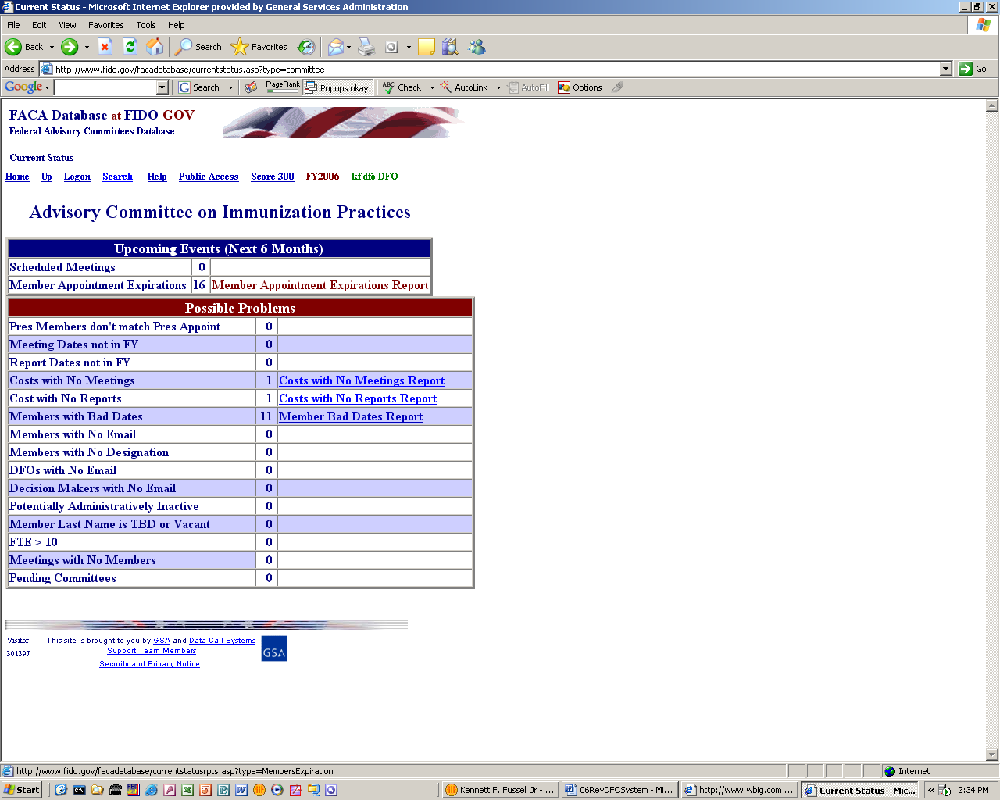 Current Status - Microsoft Internet Explorer provided by General Services Administration
File Edit View Favorites Tools Help
Back Search Favorites
Address http://www.fido.gov/facadatabase/currentstatus.asp?type=committee Go
Google Search PageRank Popups okay ABC Check AutoLink AutoFill Options
FACA Database at FIDO GOV
Federal Advisory Committees Database
Current Status
Home Up Logon Search Help Public Access Score 300 FY2006 kf dfo DFO
Advisory Committee on Immunization Practices
Upcoming Events (Next 6 Months)
Scheduled Meetings 0
Member Appointment Expirations 16 Member Appointment Expirations Report
Possible Problems
Pres Members don't match Pres Appoint 0
Meeting Dates not in FY 0
Report Dates not in FY 0
Costs with No Meetings 1 Costs with No Meetings Report
Cost with No Reports 1 Costs with No Reports Report
Members with Bad Dates 11 Member Bad Dates Report
Members with No Email 0
Members with No Designation 0
DFOs with No Email 0
Decision Makers with No Email 0
Potentially Administratively Inactive 0
Member Last Name is TBD or Vacant 0
FTE > 10 0
Meetings with No Members 0
Pending Committees 0
Visitor This site is brought to you by GSA and Data Call Systems
Support Team Members
301397
GSA
Security and Privacy Notice
http://www.fido.gov/facadatabase/currentstatusrpts.asp?type=MembersExpiration Internet
Start Kennett F. Fussell Jr - ... 06RevDFOSystem - Mi... http://www.wbig.com ... Current Status - Mic... 2:34 PM